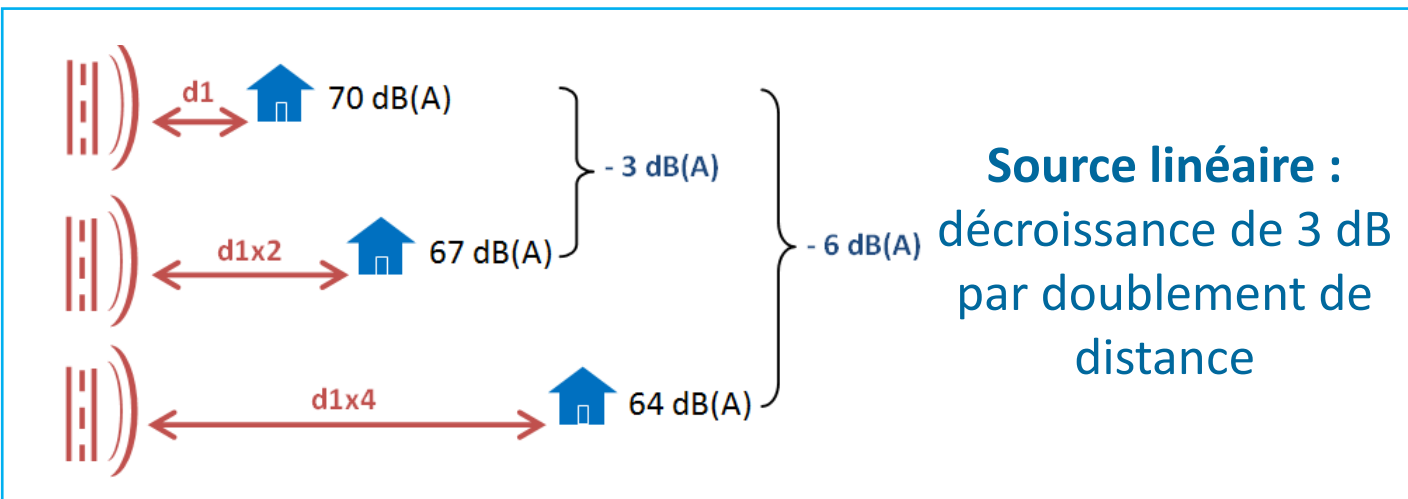 d1
70 dB(A)
- 3 dB(A)
d1x2
67 dB(A)
- 6 dB(A)
d1x4
64 dB(A)
Source linéaire :
décroissance de 3 dB
par doublement de
distance